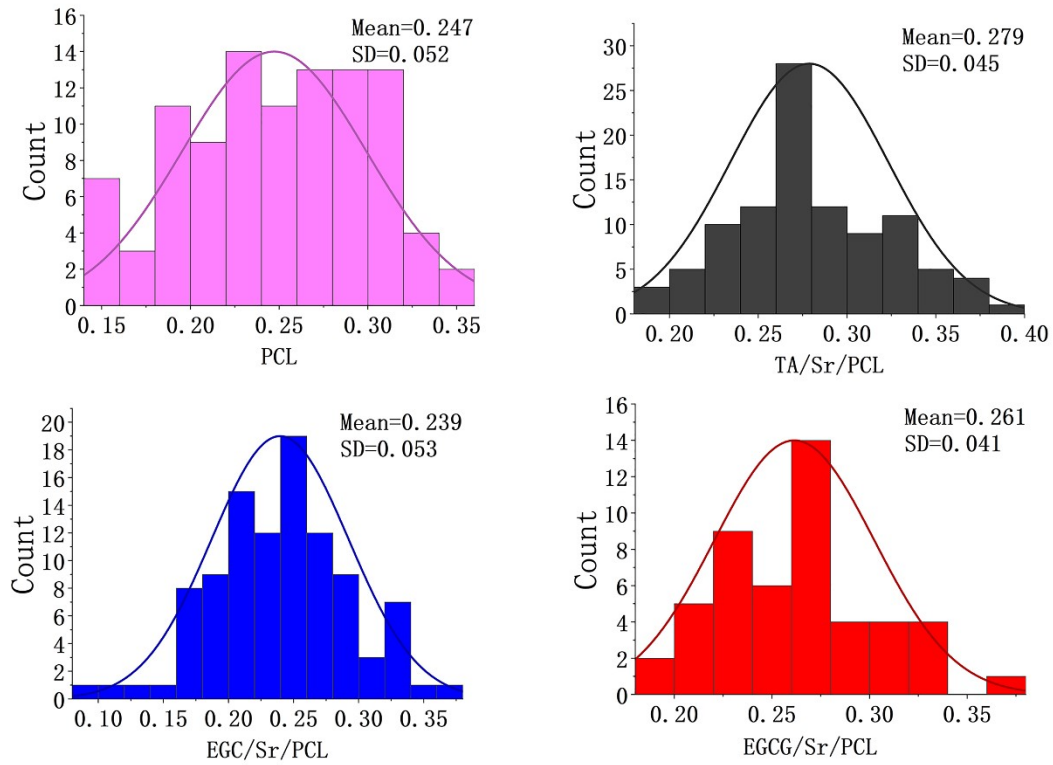 Mean=0.247
SD=0.052
Count
16
14
12
10
8
6
4
2
0
0.15 0.20 0.25 0.30 0.35
PCL
Mean=0.279
SD=0.045
Count
30
25
20
15
10
5
0
0.20 0.25 0.30 0.35 0.40
TA/Sr/PCL
Mean=0.239
SD=0.053
Count
20
18
16
14
12
10
8
6
4
2
0
0.10 0.15 0.20 0.25 0.30 0.35
EGC/Sr/PCL
Mean=0.261
SD=0.041
Count
16
14
12
10
8
6
4
2
0
0.20 0.25 0.30 0.35
EGCG/Sr/PCL